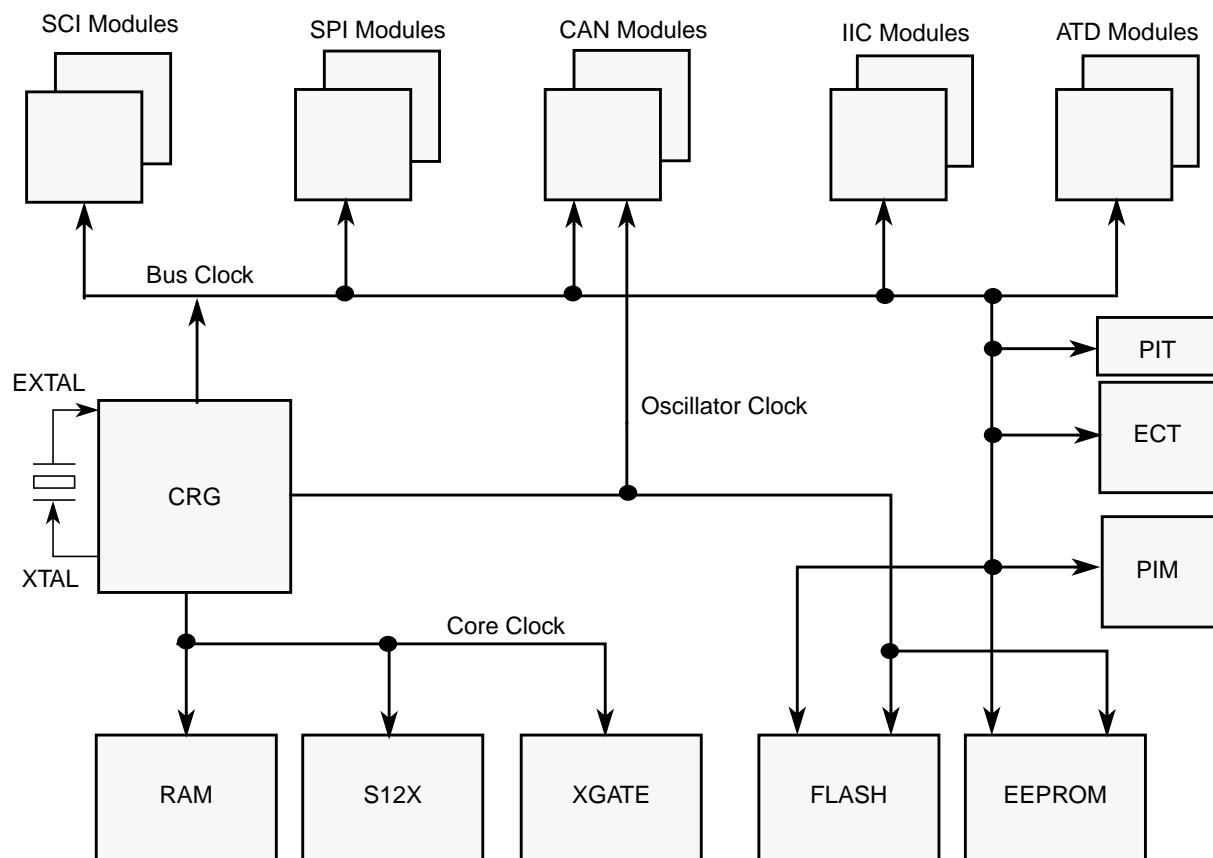 SCI Modules
SPI Modules
CAN Modules
IIC Modules
ATD Modules
Bus Clock
PIT
EXTAL
Oscillator Clock
ECT
CRG
XTAL
PIM
Core Clock
RAM
S12X
XGATE
FLASH
EEPROM